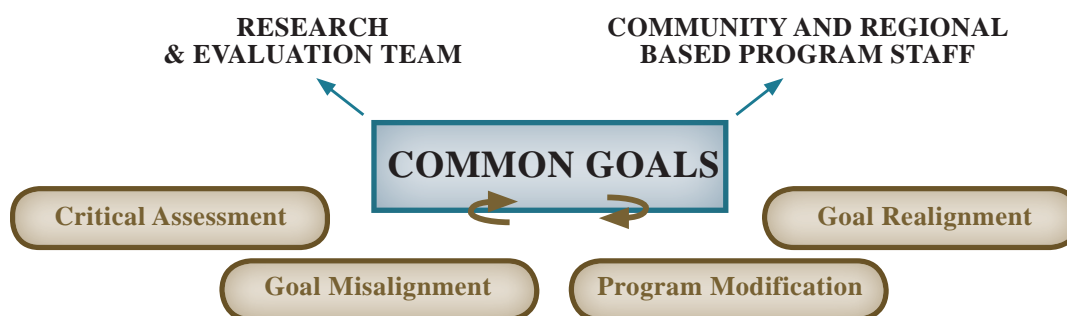 RESEARCH
& EVALUATION TEAM
COMMUNITY AND REGIONAL
BASED PROGRAM STAFF
COMMON GOALS
Critical Assessment
Goal Misalignment
Program Modification
Goal Realignment